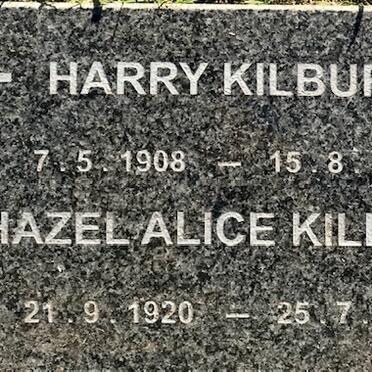 - HARRY KILBUR
7.5.1908 – 15.8.
HAZEL ALICE KIL
21.9.1920 – 25.7.